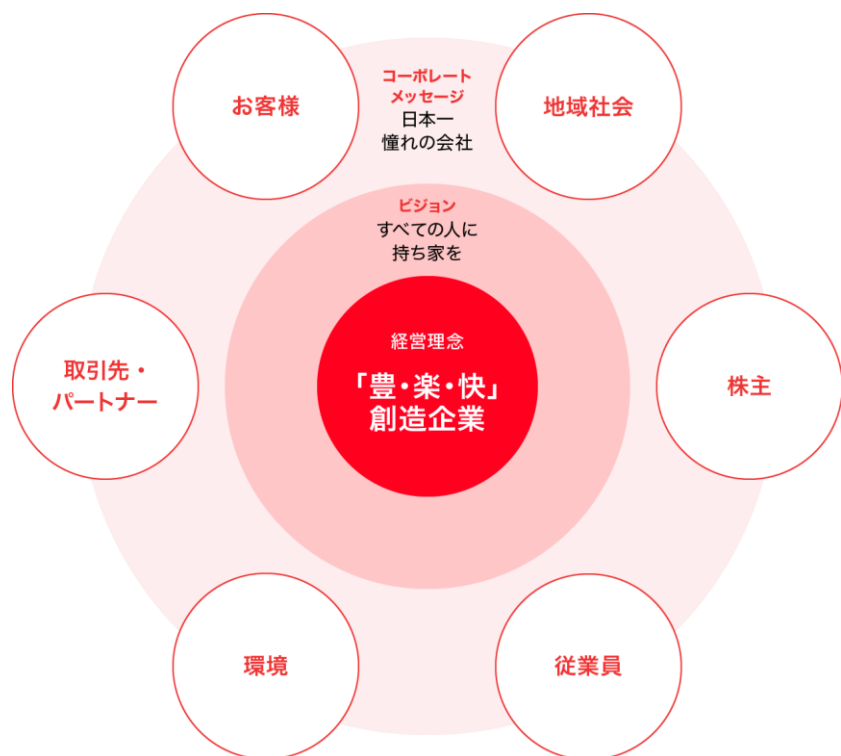 お客様
コーポレート
メッセージ
日本一
憧れの会社
地域社会
ビジョン
すべての人に
持ち家を
取引先・
パートナー
経営理念
「豊・楽・快」
創造企業
株主
環境
従業員